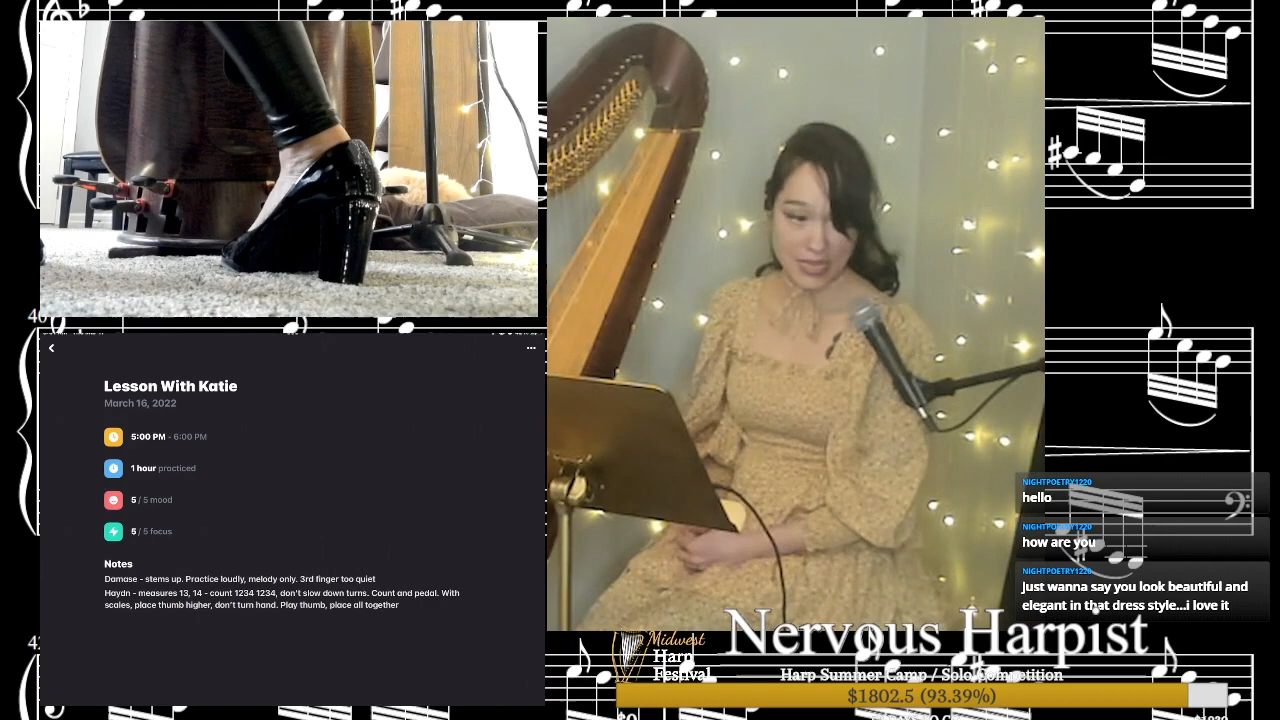 Lesson With Katie
March 16, 2022
5:00 PM - 6:00 PM
1 hour practiced
5 / 5 mood
5 / 5 focus
Notes
Damase - stems up. Practice loudly, melody only. 3rd finger too quiet
Haydn - measures 13, 14 - count 1234 1234, don't slow down turns. Count and pedal. With
scales, place thumb higher, don't turn hand. Play thumb, place all together
NIGHTPOETRY1220
hello
NIGHTPOETRY1220
how are you
NIGHTPOETRY1220
Just wanna say you look beautiful and
elegant in that dress style...i love it
Nervous Harpist
Midwest
Harp
Festival
Harp Summer Camp / Solo Competition
$1802.5 (93.39%)